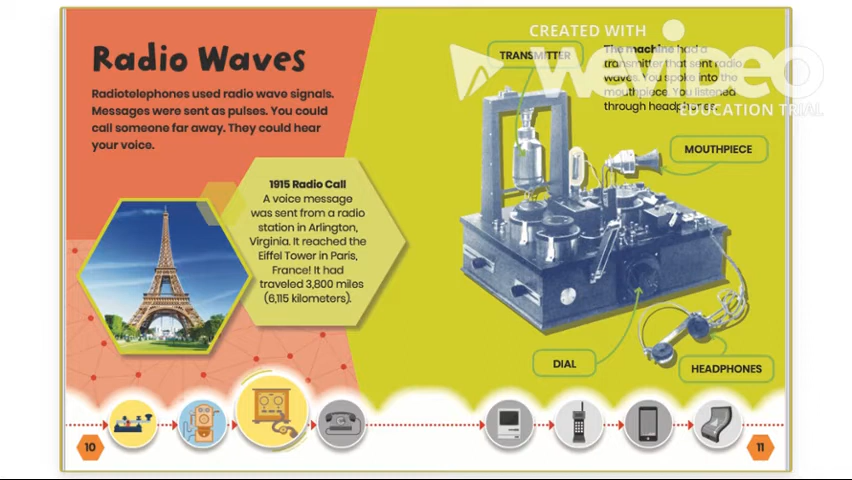 CREATED WITH
wevideo
EDUCATION TRIAL
Radio Waves
Radiotelephones used radio wave signals.
Messages were sent as pulses. You could
call someone far away. They could hear
your voice.
1915 Radio Call
A voice message
was sent from a radio
station in Arlington,
Virginia. It reached the
Eiffel Tower in Paris,
France! It had
traveled 3,800 miles
(6,115 kilometers).
TRANSMITTER
The machine had a
transmitter that sent radio
waves. You spoke into the
mouthpiece. You listened
through headphones.
MOUTHPIECE
DIAL
HEADPHONES
10
11